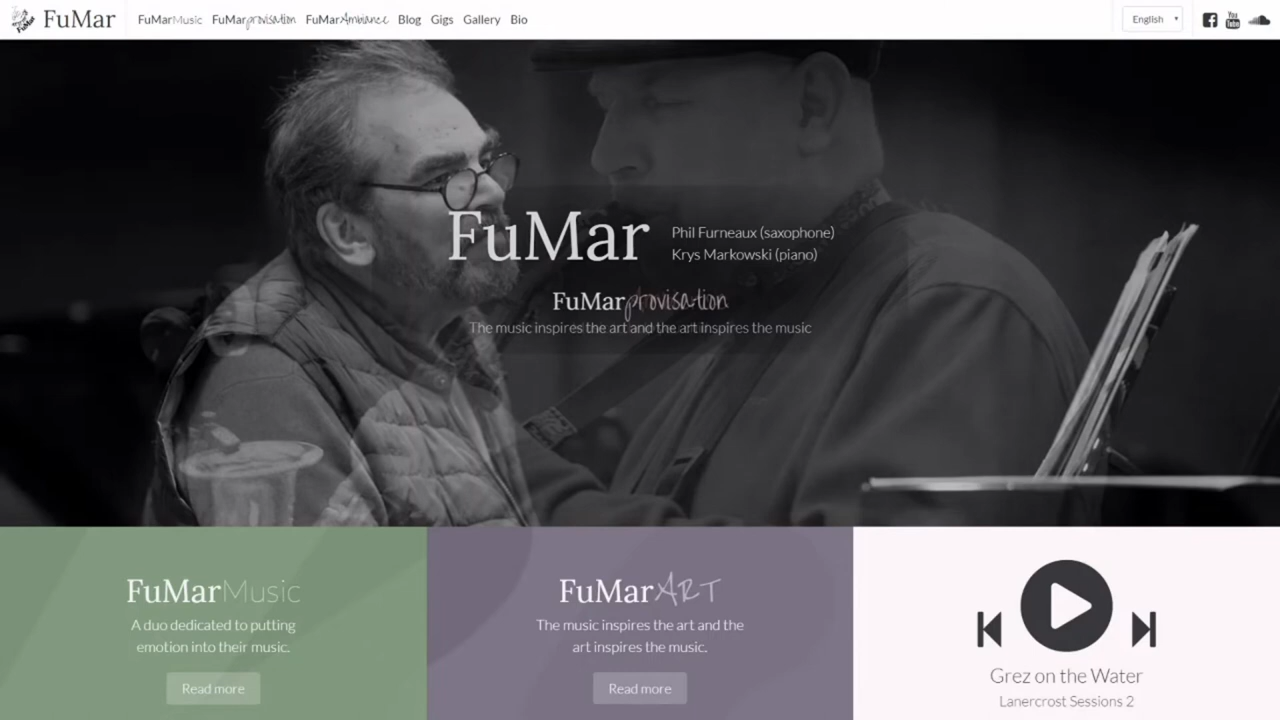 FuMar FuMarMusic FuMarprovisation FuMarAmbiance Blog Gigs Gallery Bio English You Tube
FuMar
Phil Furneaux (saxophone)
Krys Markowski (piano)
FuMarprovisation
The music inspires the art and the art inspires the music
FuMarMusic
A duo dedicated to putting
emotion into their music.
Read more
FuMarART
The music inspires the art and the
art inspires the music.
Read more
Grez on the Water
Lanercrost Sessions 2